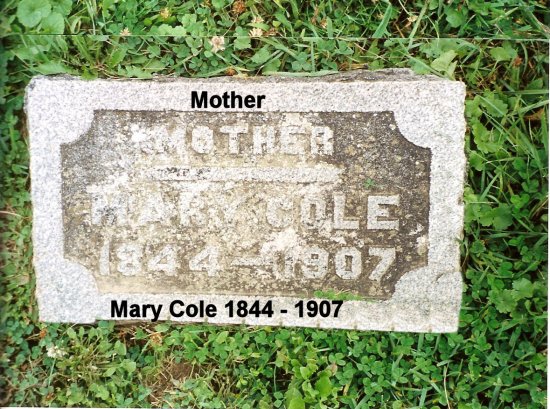 Mother
MOTHER
MARY COLE
1844 – 1907
Mary Cole 1844 - 1907